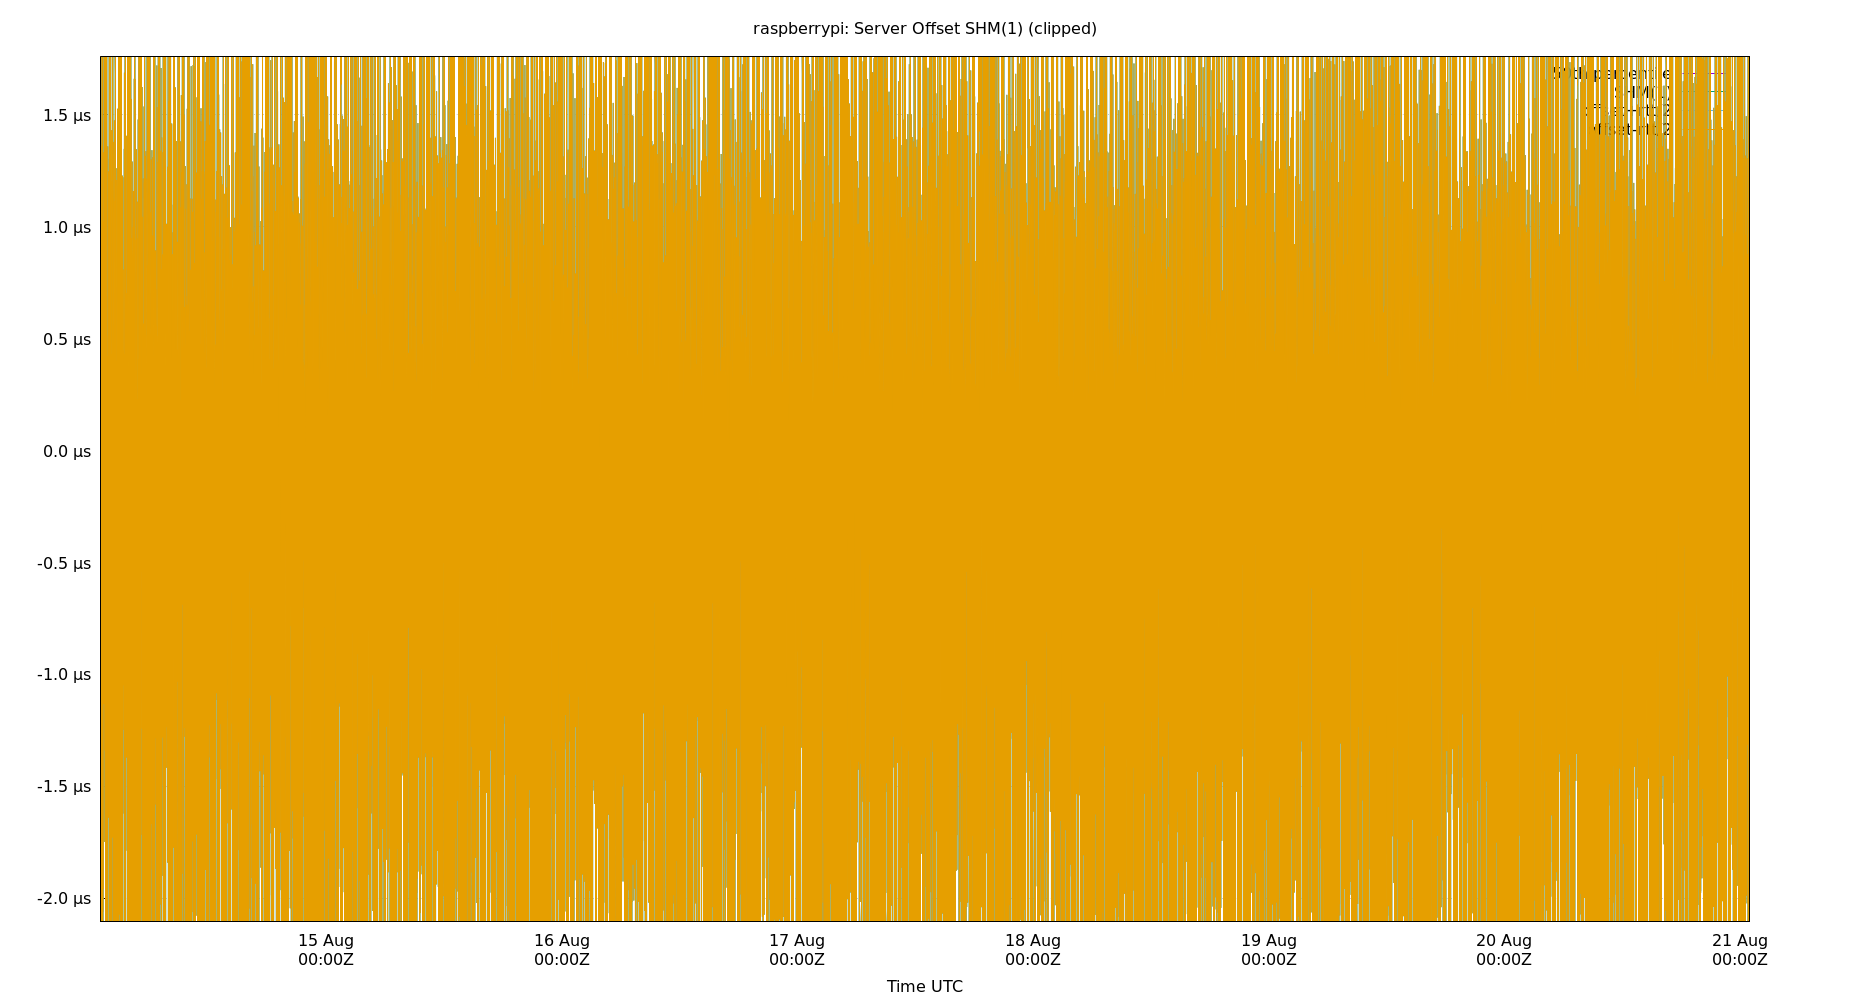 raspberrypi: Server Offset SHM(1) (clipped)
1.5 µs
1.0 µs
0.5 µs
0.0 µs
-0.5 µs
-1.0 µs
-1.5 µs
-2.0 µs
15 Aug 16 Aug 17 Aug 18 Aug 19 Aug 20 Aug 21 Aug
00:00Z 00:00Z 00:00Z 00:00Z 00:00Z 00:00Z 00:00Z
Time UTC